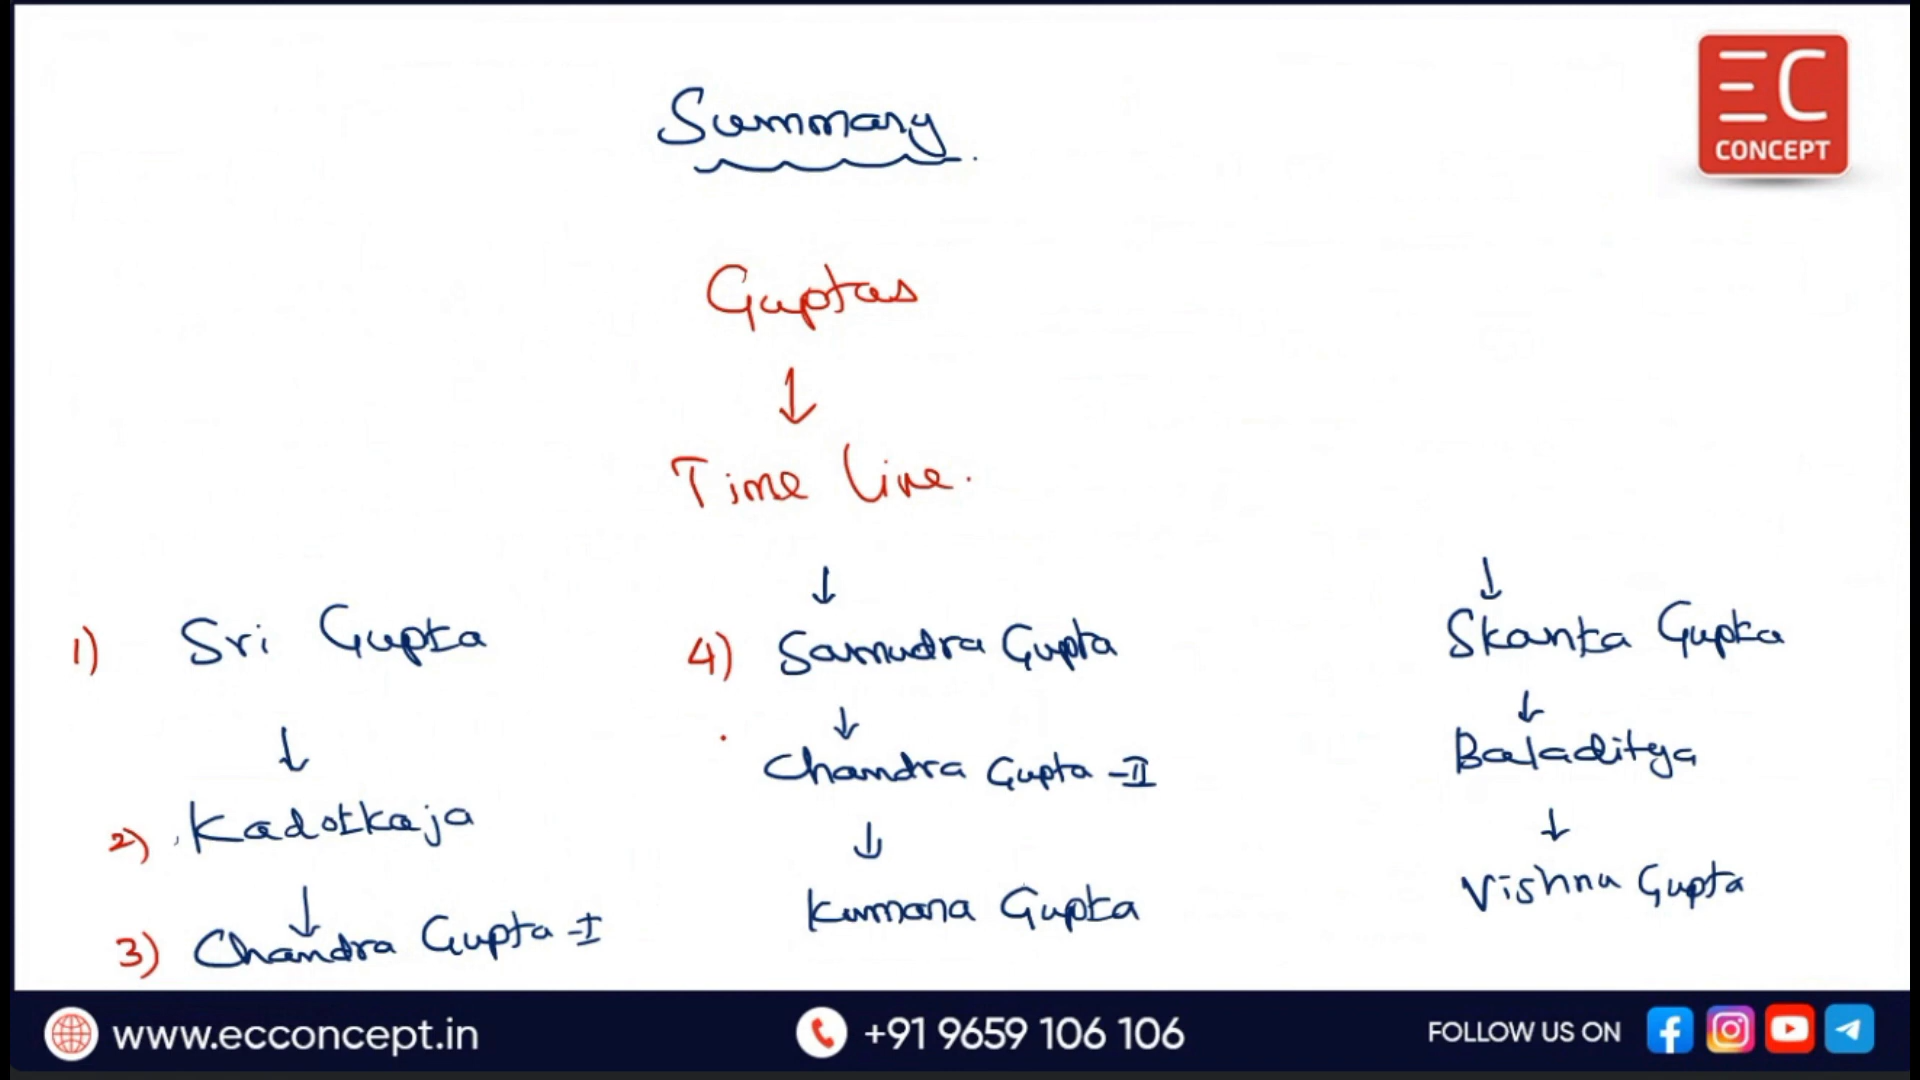 Summary
EC
CONCEPT
Guptas
↓
Time line.
1) Sri Gupta
↓
2) Kadotkaja
↓
3) Chandra Gupta -I
↓
4) Samudra Gupta
↓
Chandra Gupta -II
↓
Kumara Gupta
↓
Skanta Gupta
↓
Baladitya
↓
Vishnu Gupta
www.ecconcept.in
+91 9659 106 106
FOLLOW US ON